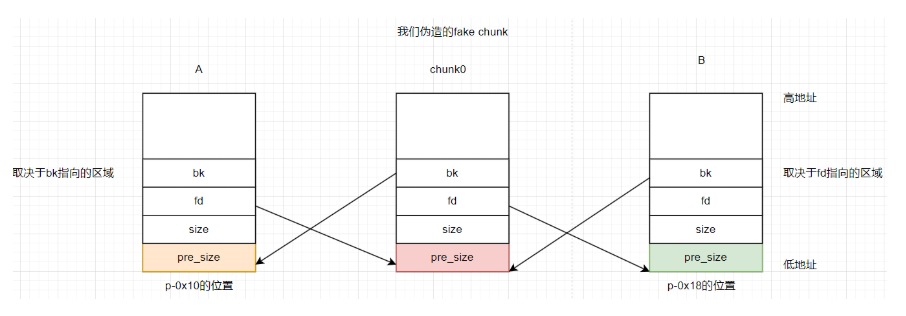 我们伪造的fake chunk
A
chunk0
B
高地址
取决于bk指向的区域
bk
bk
bk
取决于fd指向的区域
fd
fd
fd
size
size
size
pre_size
pre_size
pre_size
低地址
p-0x10的位置
p-0x18的位置